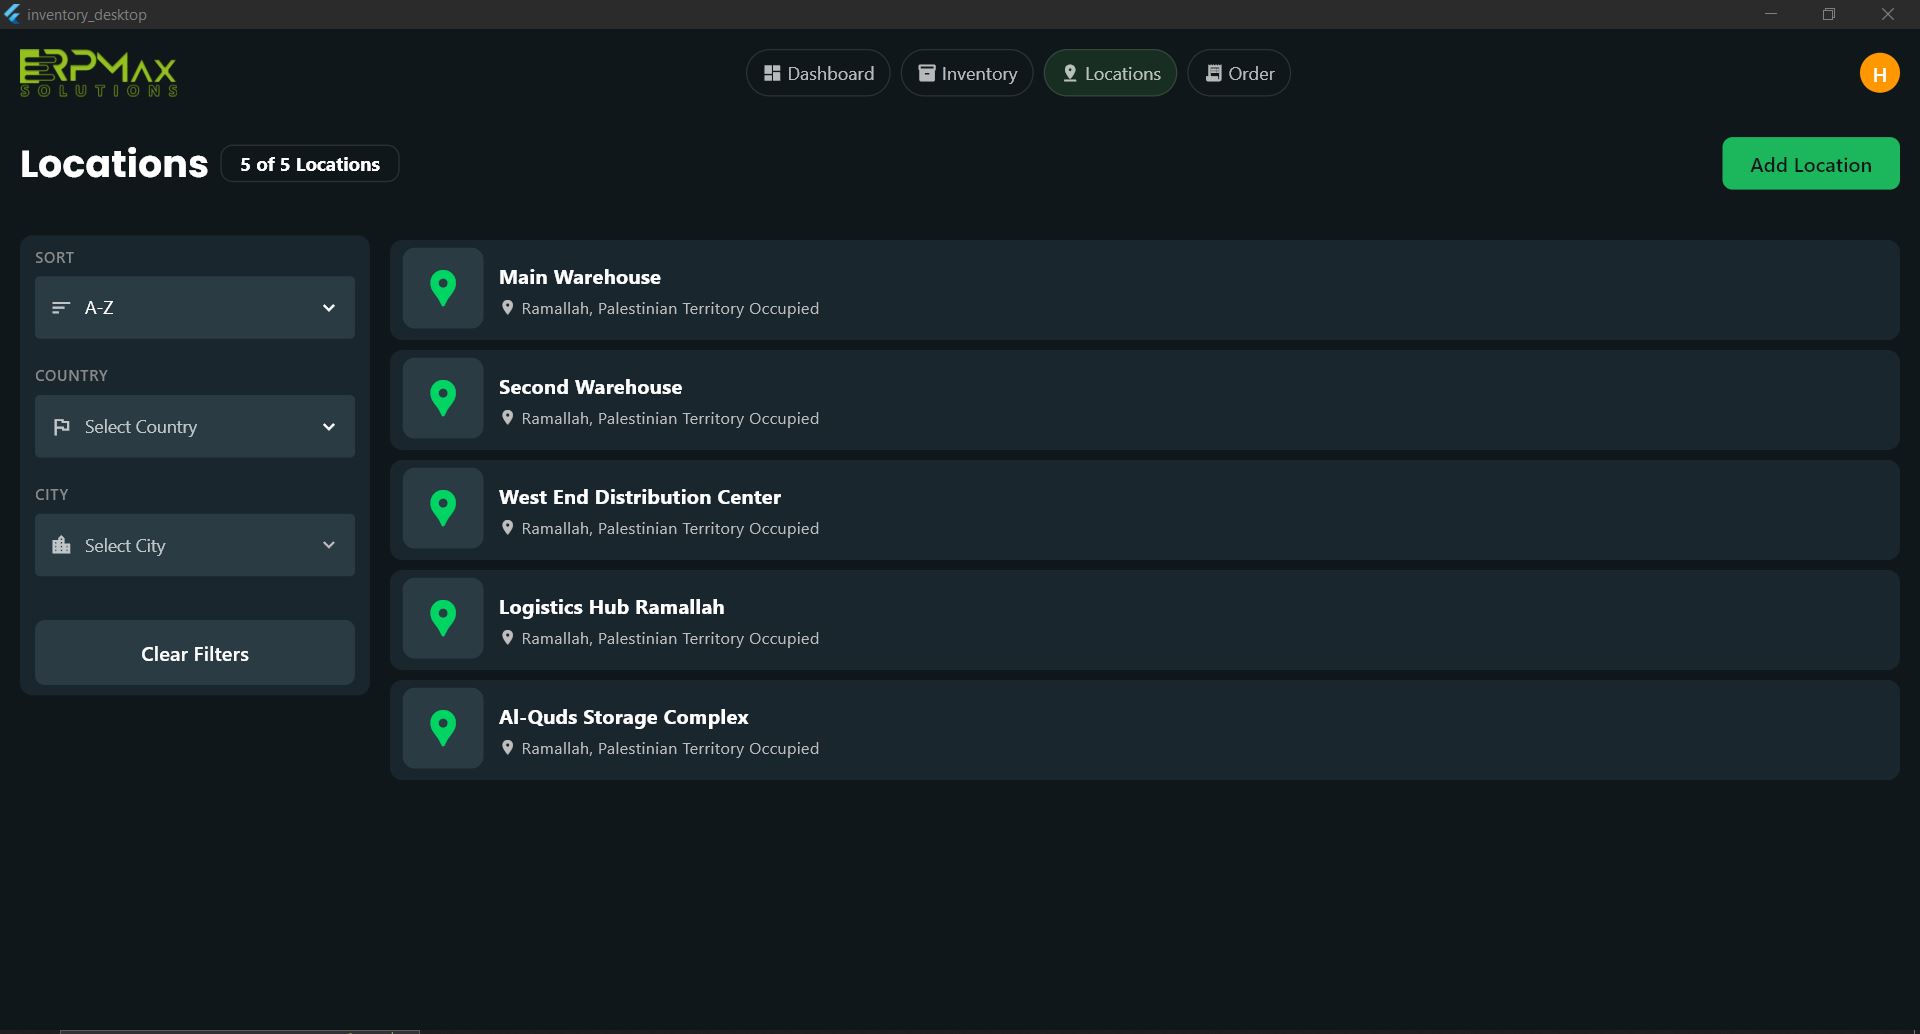 inventory_desktop
ERPMAX
SOLUTIONS
Dashboard
Inventory
Locations
Order
H
Locations
5 of 5 Locations
Add Location
SORT
A-Z
COUNTRY
Select Country
CITY
Select City
Clear Filters
Main Warehouse
Ramallah, Palestinian Territory Occupied
Second Warehouse
Ramallah, Palestinian Territory Occupied
West End Distribution Center
Ramallah, Palestinian Territory Occupied
Logistics Hub Ramallah
Ramallah, Palestinian Territory Occupied
Al-Quds Storage Complex
Ramallah, Palestinian Territory Occupied